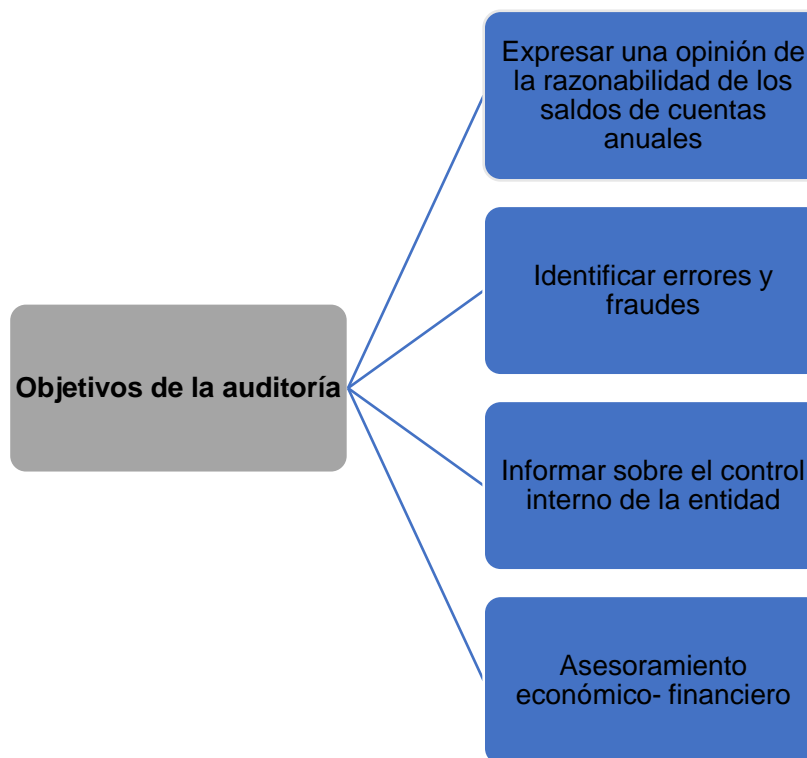 Expresar una opinión de
la razonabilidad de los
saldos de cuentas
anuales
Identificar errores y
fraudes
Objetivos de la auditoría
Informar sobre el control
interno de la entidad
Asesoramiento
económico- financiero